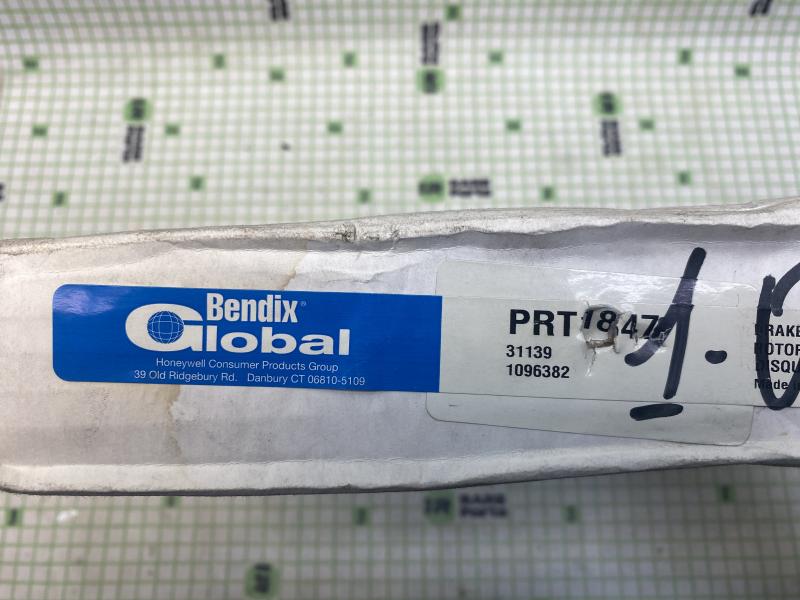 Bendix®
Global
Honeywell Consumer Products Group
39 Old Ridgebury Rd. Danbury CT 06810-5109
PRT1847
31139
1096382
1.
BRAKE
ROTOR
DISQU
Made i